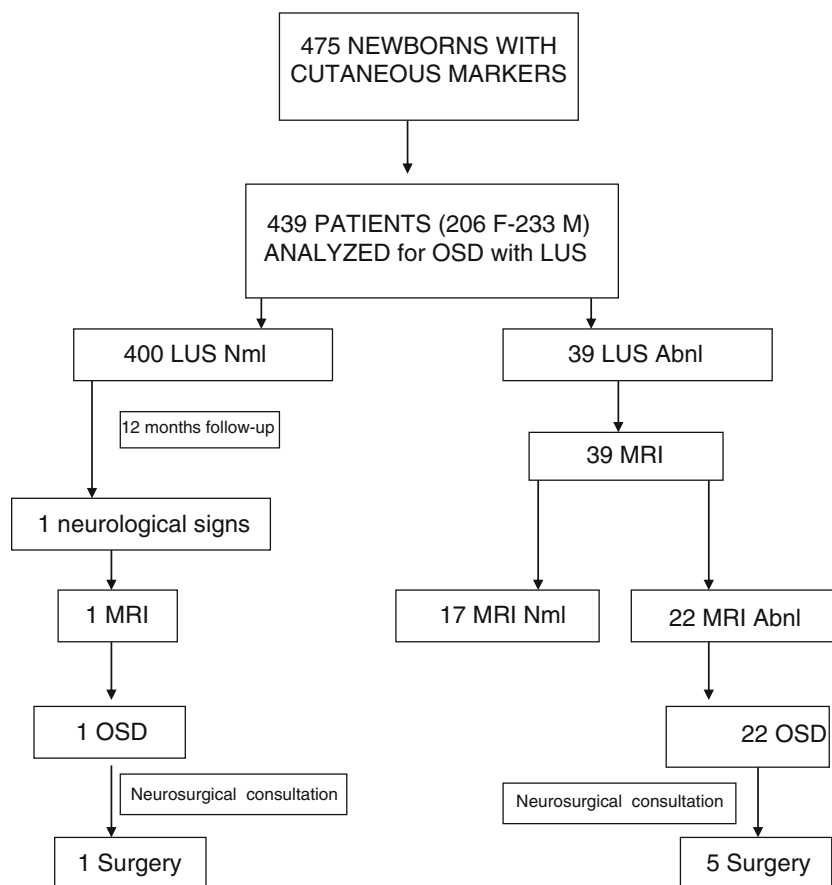 475 NEWBORNS WITH
CUTANEOUS MARKERS
439 PATIENTS (206 F-233 M)
ANALYZED for OSD with LUS
400 LUS Nml
39 LUS Abnl
12 months follow-up
39 MRI
1 neurological signs
1 MRI
17 MRI Nml
22 MRI Abnl
1 OSD
22 OSD
Neurosurgical consultation
Neurosurgical consultation
1 Surgery
5 Surgery